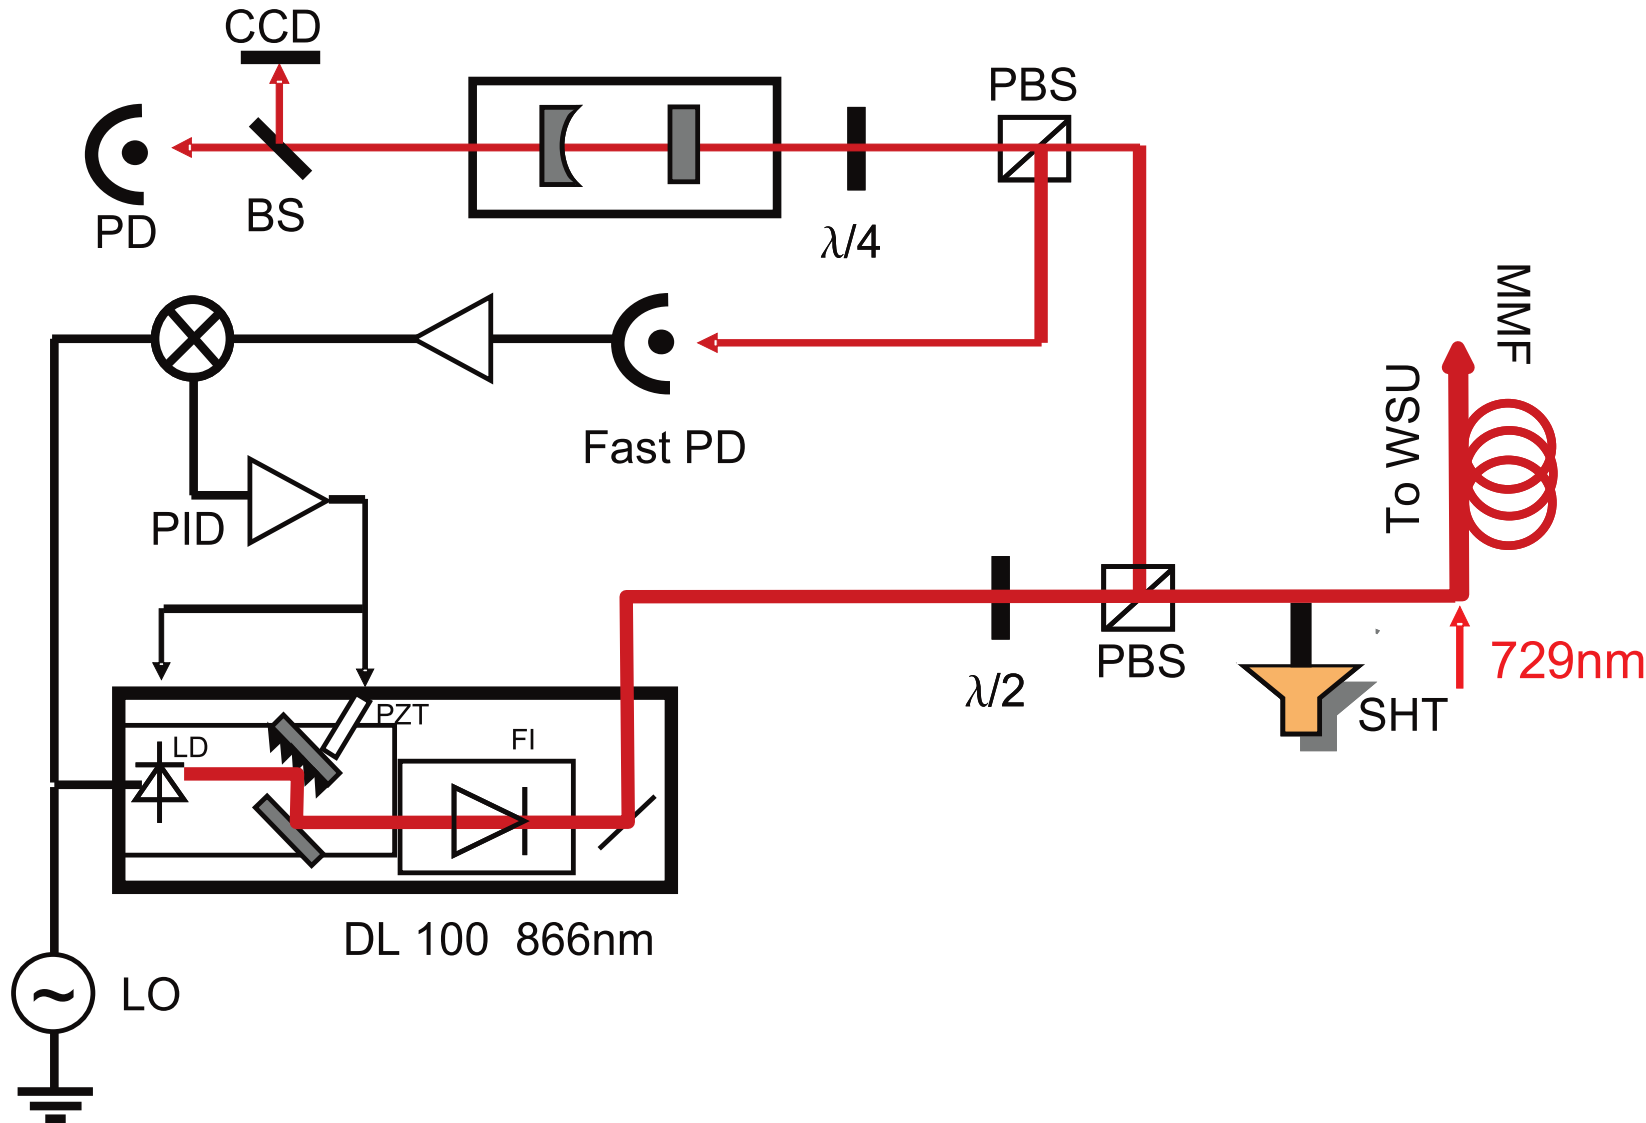 CCD
PBS
PD
BS
λ/4
MMF
To WSU
Fast PD
PID
PBS
729nm
λ/2
SHT
PZT
LD
FI
DL 100 866nm
~
LO